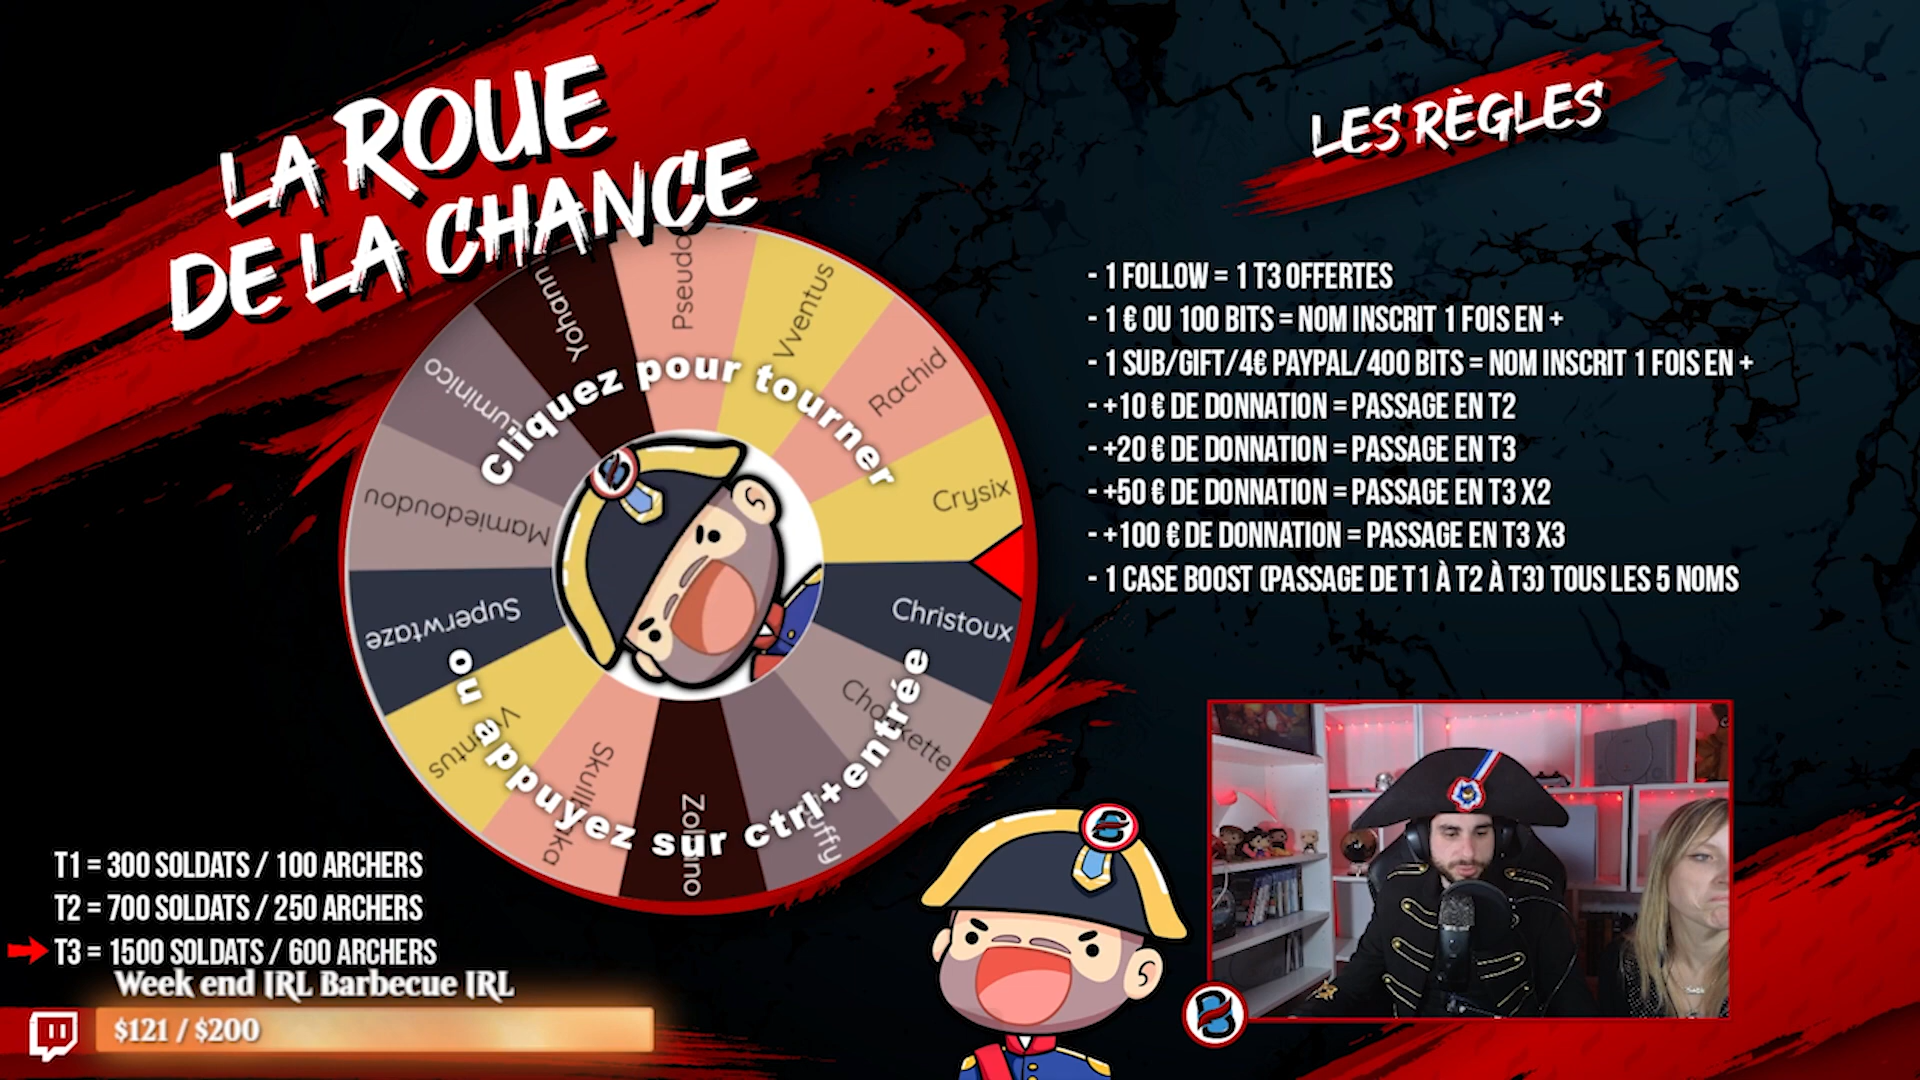 LA ROUE
DE LA CHANCE
LES RÈGLES
- 1 FOLLOW = 1 T3 OFFERTES
- 1 € OU 100 BITS = NOM INSCRIT 1 FOIS EN +
- 1 SUB/GIFT/4€ PAYPAL/400 BITS = NOM INSCRIT 1 FOIS EN +
- +10 € DE DONNATION = PASSAGE EN T2
- +20 € DE DONNATION = PASSAGE EN T3
- +50 € DE DONNATION = PASSAGE EN T3 X2
- +100 € DE DONNATION = PASSAGE EN T3 X3
- 1 CASE BOOST (PASSAGE DE T1 À T2 À T3) TOUS LES 5 NOMS
Yohann
Pseudo
Vventus
Rachid
Crysix
Christoux
Superwtaze
Mamiedoudou
Luminico
Cliquez pour tourner
ou appuyez sur ctrl+entrée
T1 = 300 SOLDATS / 100 ARCHERS
T2 = 700 SOLDATS / 250 ARCHERS
T3 = 1500 SOLDATS / 600 ARCHERS
Week end IRL Barbecue IRL
$121 / $200